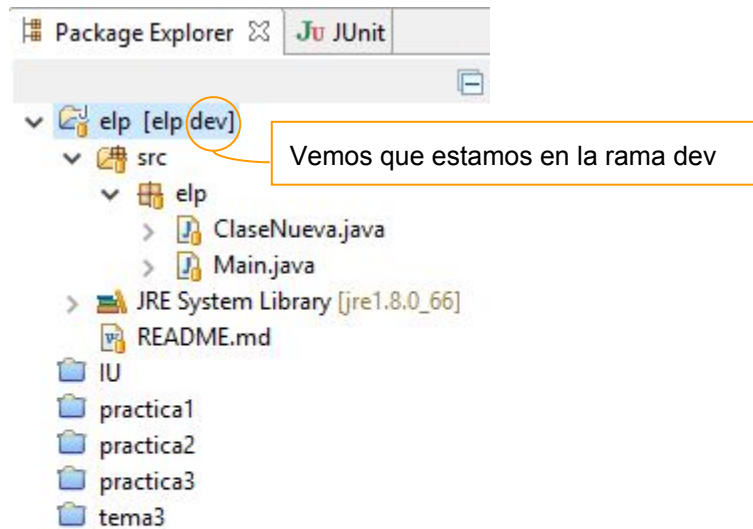 Package Explorer JUnit
elp [elp dev]
Vemos que estamos en la rama dev
src
elp
ClaseNueva.java
Main.java
JRE System Library [jre1.8.0_66]
README.md
IU
practica1
practica2
practica3
tema3